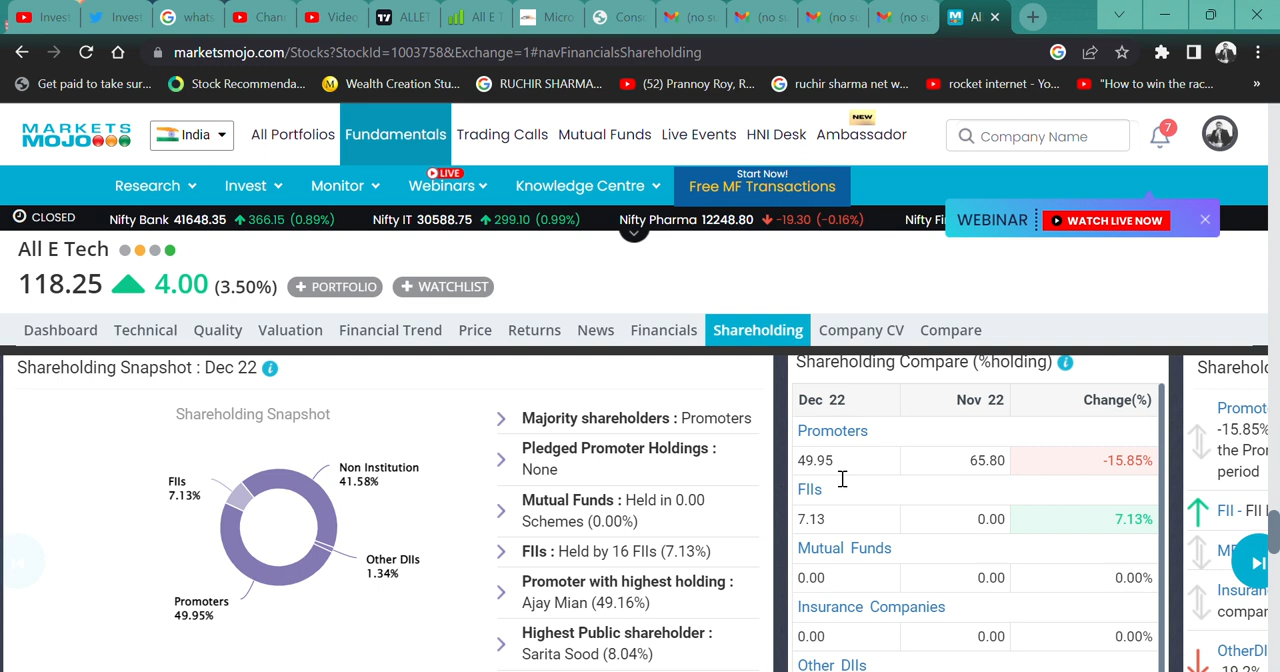 Invest
Invest
whats
Chann
Video
ALLET
All E T
Micro
Conso
(no su
(no su
(no su
(no su
Al
marketsmojo.com/Stocks?StockId=1003758&Exchange=1#navFinancialsShareholding
Get paid to take sur...
Stock Recommenda...
Wealth Creation Stu...
RUCHIR SHARMA...
(52) Prannoy Roy, R...
ruchir sharma net w...
rocket internet - Yo...
"How to win the rac...
»
MARKETS
MOJO
India
All Portfolios
Fundamentals
Trading Calls
Mutual Funds
Live Events
HNI Desk
NEW
Ambassador
Company Name
7
Research
Invest
Monitor
LIVE
Webinars
Knowledge Centre
Start Now!
Free MF Transactions
CLOSED
Nifty Bank 41648.35 366.15 (0.89%)
Nifty IT 30588.75 299.10 (0.99%)
Nifty Pharma 12248.80 -19.30 (-0.16%)
Nifty Fi
WEBINAR
WATCH LIVE NOW
All E Tech
118.25 4.00 (3.50%)
+ PORTFOLIO
+ WATCHLIST
Dashboard
Technical
Quality
Valuation
Financial Trend
Price
Returns
News
Financials
Shareholding
Company CV
Compare
Shareholding Snapshot : Dec 22
Shareholding Snapshot
Non Institution
41.58%
FIIs
7.13%
Other DIIs
1.34%
Promoters
49.95%
Majority shareholders : Promoters
Pledged Promoter Holdings :
None
Mutual Funds : Held in 0.00
Schemes (0.00%)
FIIs : Held by 16 FIIs (7.13%)
Promoter with highest holding :
Ajay Mian (49.16%)
Highest Public shareholder :
Sarita Sood (8.04%)
Shareholding Compare (%holding)
Dec 22 Nov 22 Change(%)
Promoters
49.95 65.80 -15.85%
FIIs
7.13 0.00 7.13%
Mutual Funds
0.00 0.00 0.00%
Insurance Companies
0.00 0.00 0.00%
Other DIIs
Sharehol
Promot
-15.85%
the Pro
period
FII - FII
M
Insuran
compar
OtherDI
-19.2%